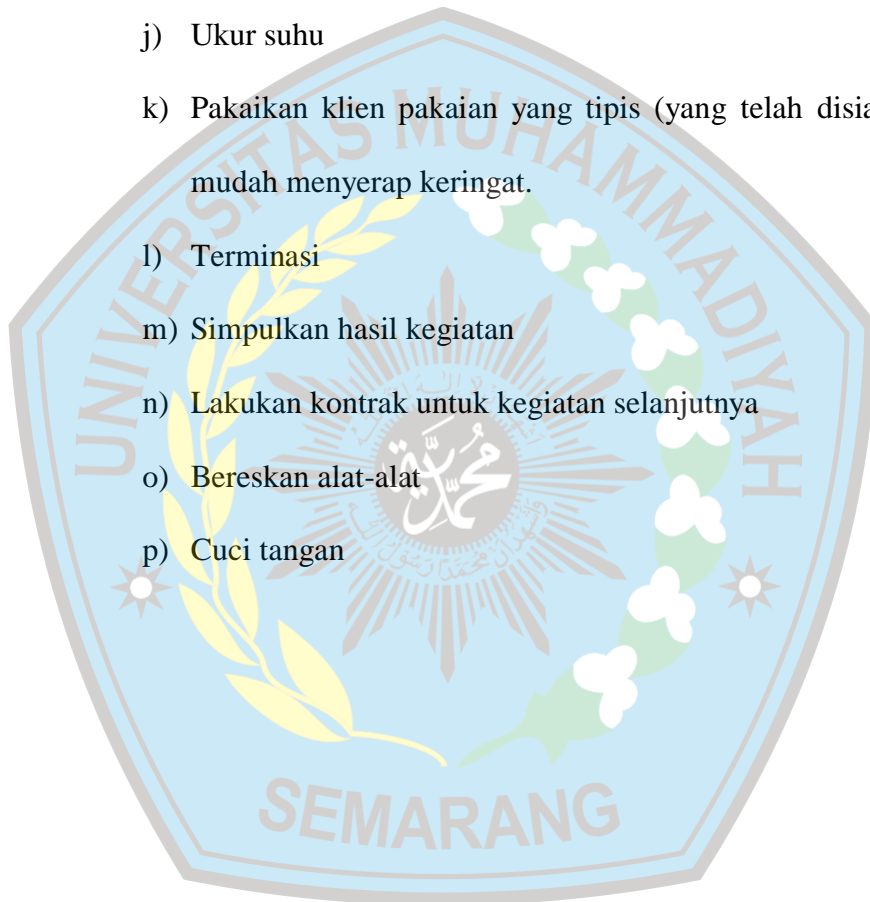 j) Ukur suhu
k) Pakaikan klien pakaian yang tipis (yang telah
mudah menyerap keringat.
l) Terminasi
m) Simpulkan hasil kegiatan
n) Lakukan kontrak untuk kegiatan selanjutnya
o) Bereskan alat-alat
p) Cuci tangan
UNIVERSITAS MUHAMMADIYAH
SEMARANG
محمدية